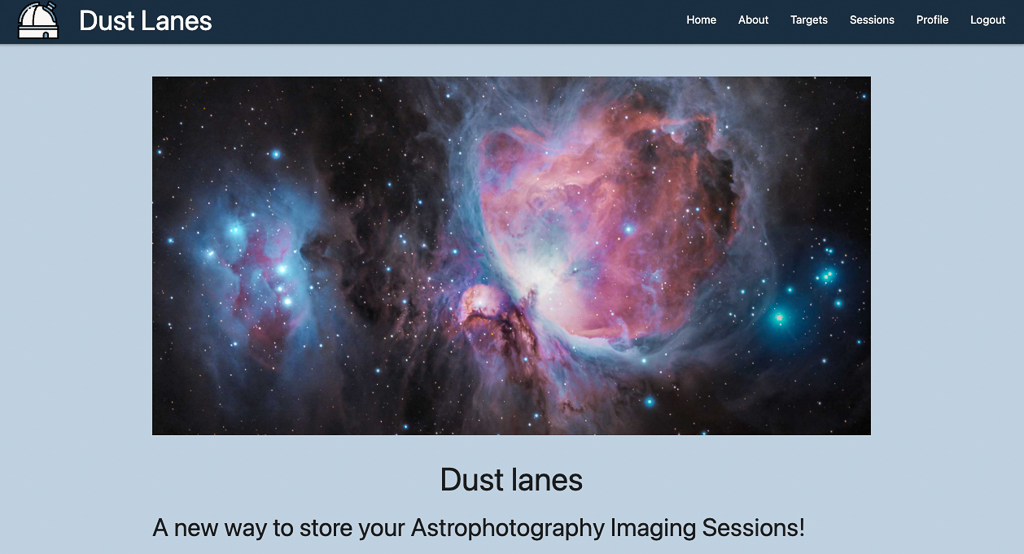 Dust Lanes
Home About Targets Sessions Profile Logout
Dust lanes
A new way to store your Astrophotography Imaging Sessions!